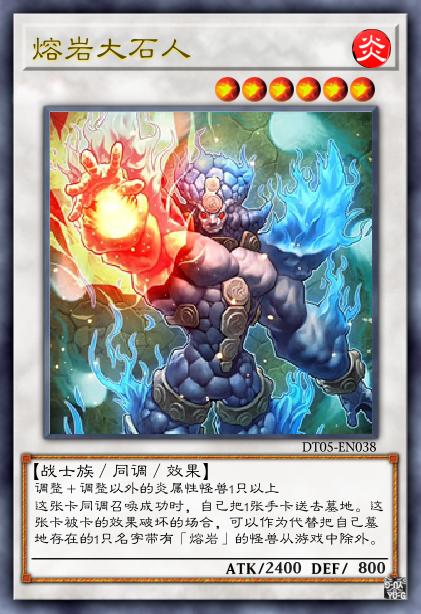 熔岩大石人
炎
DT05-EN038
【战士族／同调／效果】
调整＋调整以外的炎属性怪兽1只以上
这张卡同调召唤成功时，自己把1张手卡送去墓地。这
张卡被卡的效果破坏的场合，可以作为代替把自己墓
地存在的1只名字带有「熔岩」的怪兽从游戏中除外。
ATK/2400 DEF/ 800